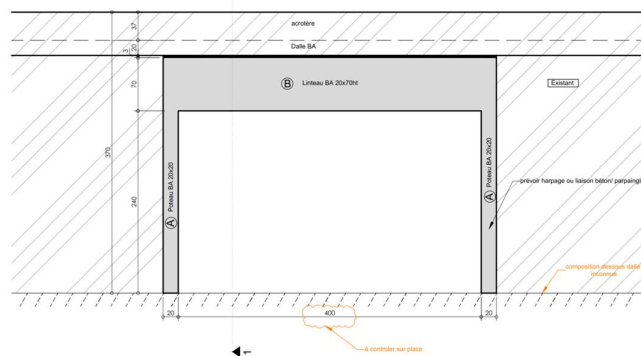 acrotère
37
Dalle BA
20
3
B Linteau BA 20x70ht
70
Existant
370
A Poteau BA 20x20
A Poteau BA 20x20
prévoir harpage ou liaison béton/ parpaings
240
composition dessous dalle
inconnue
20
400
20
à controler sur place
1